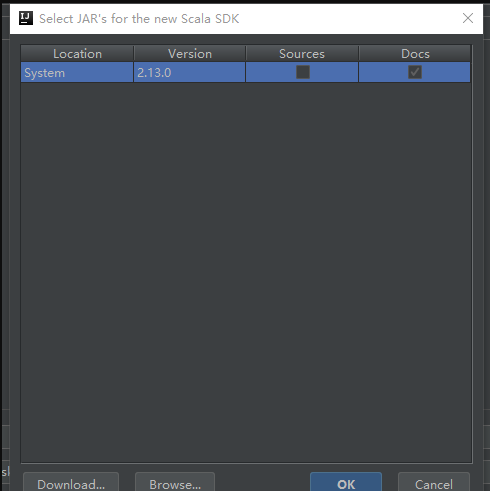 Select JAR's for the new Scala SDK
Location Version Sources Docs
System 2.13.0
Download... Browse... OK Cancel